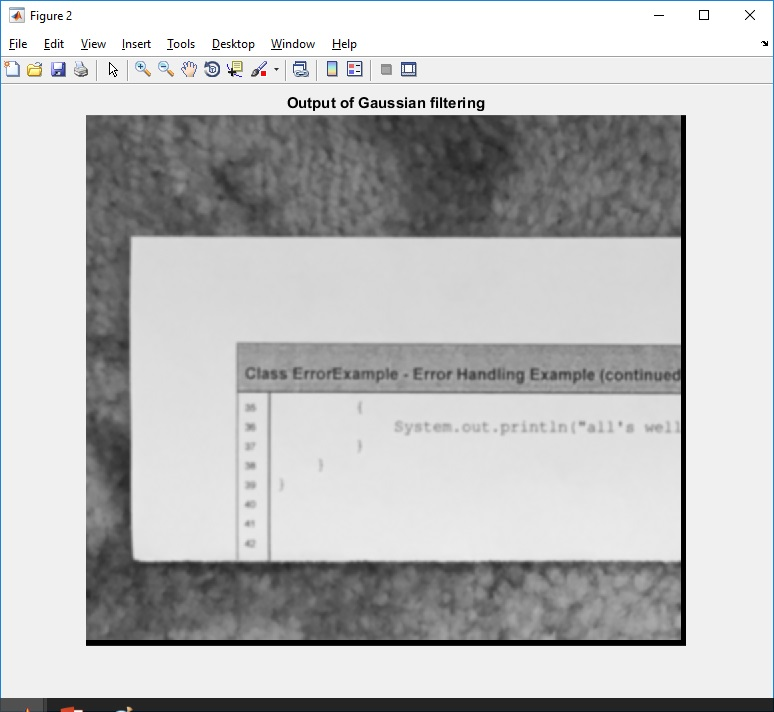 Figure 2
File Edit View Insert Tools Desktop Window Help
Output of Gaussian filtering
Class ErrorExample - Error Handling Example (continued
35 {
36 System.out.println("all's well
37 }
38 }
39 }
40
41
42